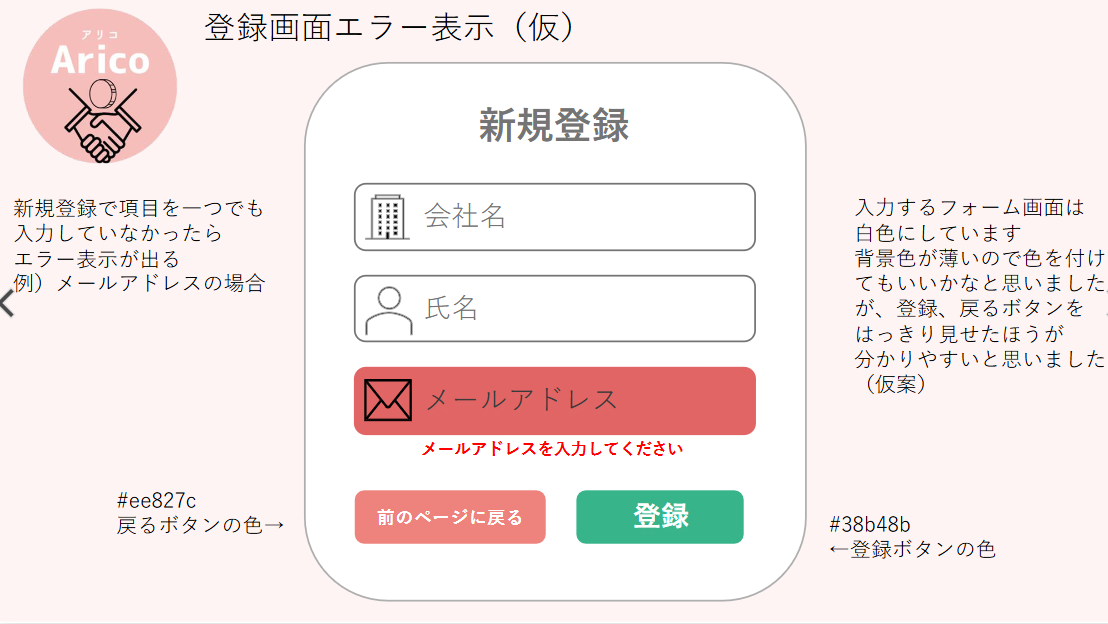 登録画面エラー表示（仮）
アリコ
Arico
新規登録で項目を一つでも
入力していなかったら
エラー表示が出る
例）メールアドレスの場合
新規登録
会社名
氏名
メールアドレス
メールアドレスを入力してください
前のページに戻る
登録
#ee827c
戻るボタンの色→
入力するフォーム画面は
白色にしています
背景色が薄いので色を付け
てもいいかなと思いました
が、登録、戻るボタンを
はっきり見せたほうが
分かりやすいと思いました
（仮案）
#38b48b
←登録ボタンの色